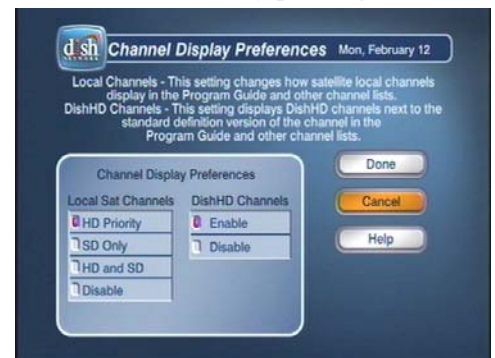 dish
NETWORK
Channel Display Preferences Mon, February 12
Local Channels - This setting changes how satellite local channels
display in the Program Guide and other channel lists.
DishHD Channels - This setting displays DishHD channels next to the
standard definition version of the channel in the
Program Guide and other channel lists.
Channel Display Preferences
Local Sat Channels DishHD Channels
HD Priority Enable
SD Only Disable
HD and SD
Disable
Done
Cancel
Help